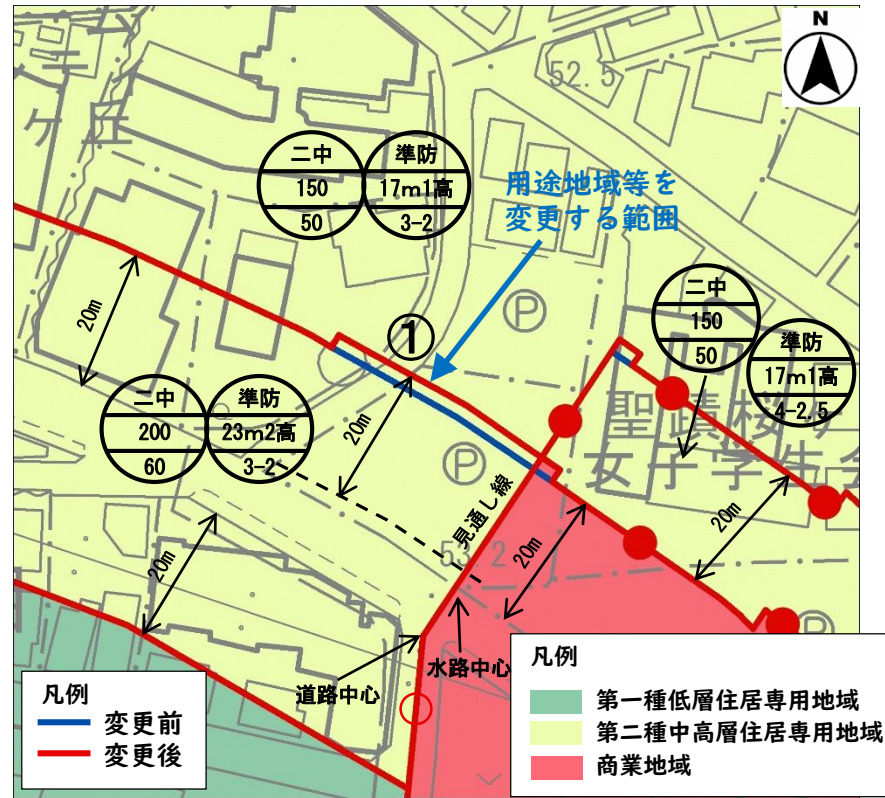 N
52.5
ケ丘
二中
150
50
準防
17m1高
3-2
用途地域等を
変更する範囲
二中
150
50
準防
17m1高
4-2.5
20m
①
P
聖蹟桜ケ
女子学生会
二中
200
60
準防
23m2高
3-2
20m
P
見通し線
53.2
20m
20m
20m
P
道路中心
水路中心
凡例
変更前
変更後
凡例
第一種低層住居専用地域
第二種中高層住居専用地域
商業地域